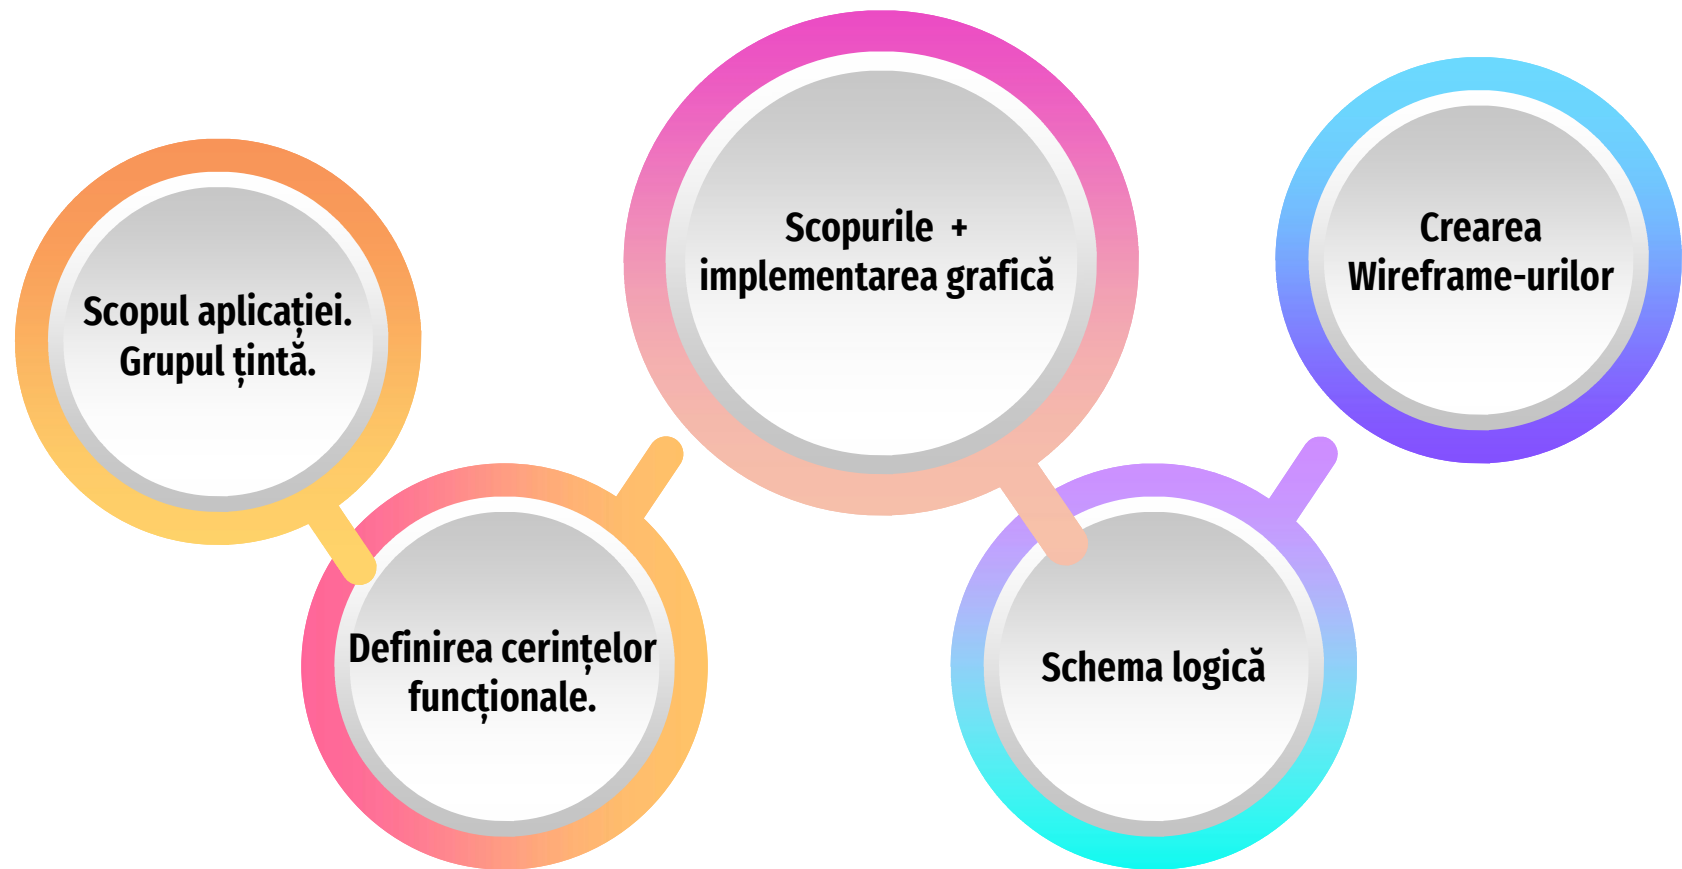 Scopul aplicației.
Grupul țintă.
Definirea cerințelor
funcționale.
Scopurile +
implementarea grafică
Schema logică
Crearea
Wireframe-urilor